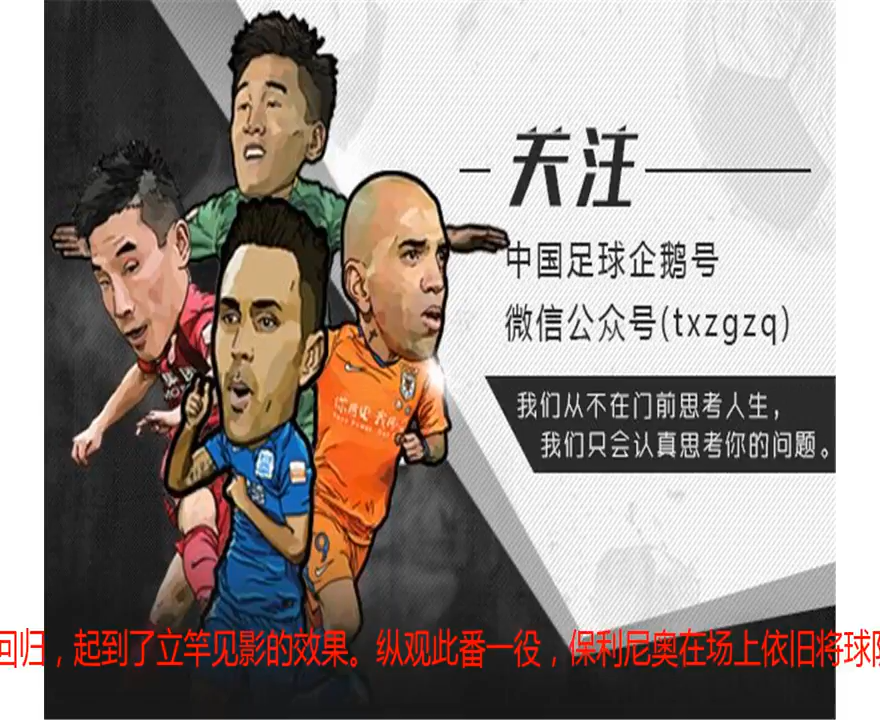 关注
中国足球企鹅号
微信公众号(txzgzq)
我们从不在门前思考人生，
我们只会认真思考你的问题。
9
回归，起到了立竿见影的效果。纵观此番一役，保利尼奥在场上依旧将球队